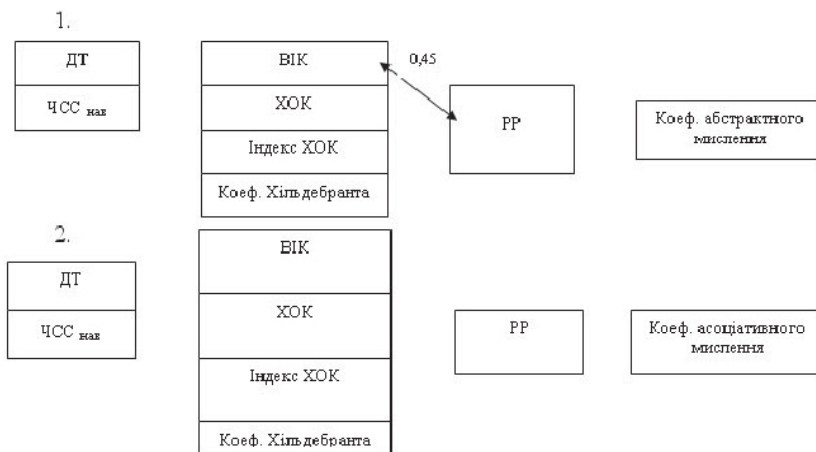 1.
ДТ
ЧСС нав
ВІК
ХОК
Індекс ХОК
Коеф. Хільдебранта
0,45
РР
Коеф. абстрактного
мислення
2.
ДТ
ЧСС нав
ВІК
ХОК
Індекс ХОК
Коеф. Хільдебранта
РР
Коеф. асоціативного
мислення